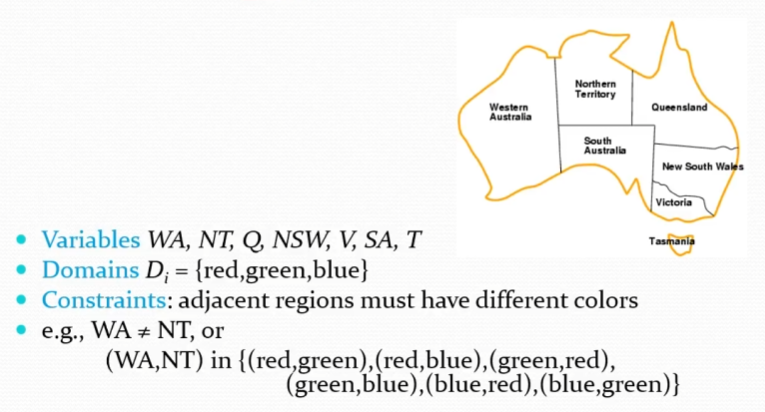 Northern
Territory
Western
Australia
Queensland
South
Australia
New South Wales
Victoria
Tasmania
• Variables WA, NT, Q, NSW, V, SA, T
• Domains Di = {red,green,blue}
• Constraints: adjacent regions must have different colors
• e.g., WA ≠ NT, or
(WA,NT) in {(red,green),(red,blue),(green,red),
(green,blue),(blue,red),(blue,green)}